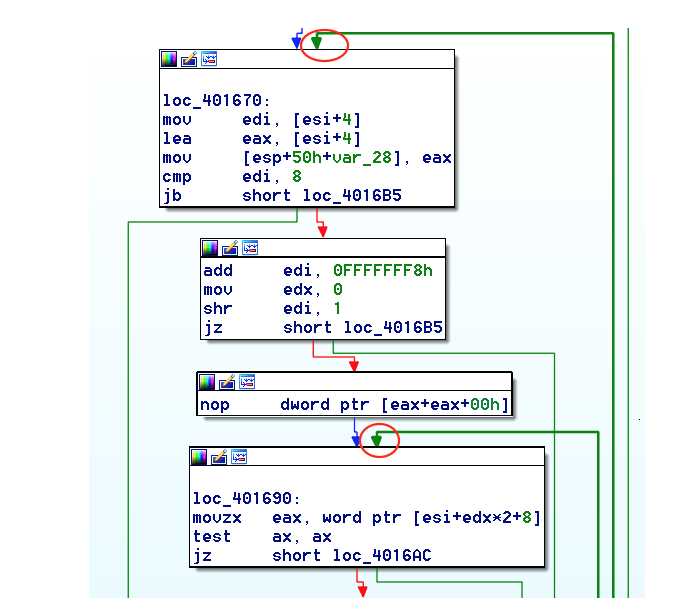 loc_401670:
mov edi, [esi+4]
lea eax, [esi+4]
mov [esp+50h+var_28], eax
cmp edi, 8
jb short loc_4016B5
add edi, 0FFFFFFF8h
mov edx, 0
shr edi, 1
jz short loc_4016B5
nop dword ptr [eax+eax+00h]
loc_401690:
movzx eax, word ptr [esi+edx*2+8]
test ax, ax
jz short loc_4016AC